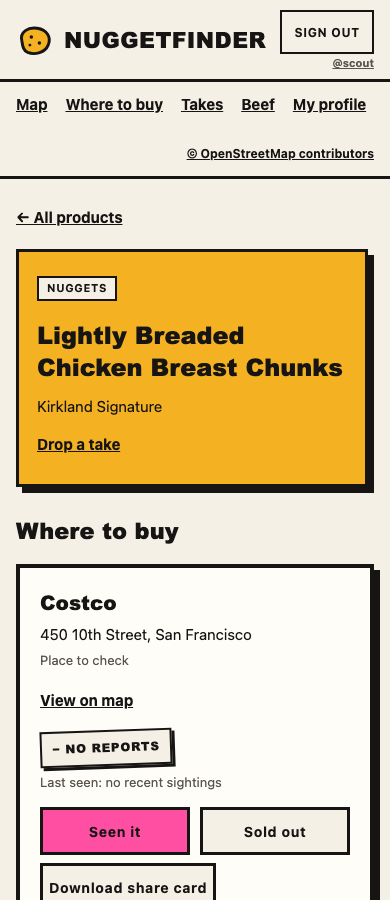 NUGGETFINDER
SIGN OUT
@scout
Map Where to buy Takes Beef My profile
© OpenStreetMap contributors
← All products
NUGGETS
Lightly Breaded
Chicken Breast Chunks
Kirkland Signature
Drop a take
Where to buy
Costco
450 10th Street, San Francisco
Place to check
View on map
– NO REPORTS
Last seen: no recent sightings
Seen it Sold out
Download share card